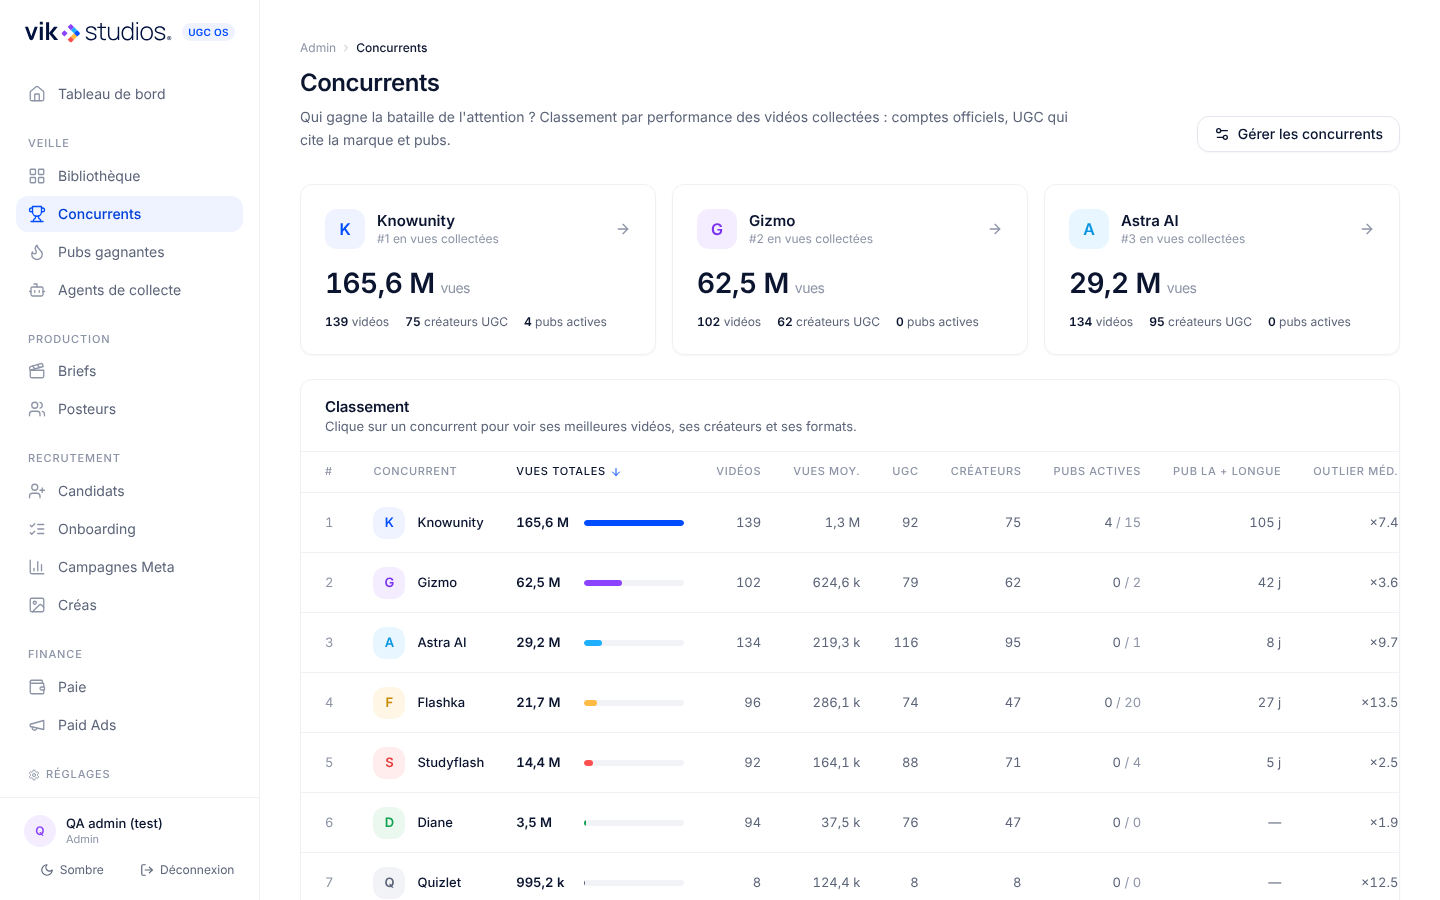 vik studios.
UGC OS
Tableau de bord
VEILLE
Bibliothèque
Concurrents
Pubs gagnantes
Agents de collecte
PRODUCTION
Briefs
Posteurs
RECRUTEMENT
Candidats
Onboarding
Campagnes Meta
Créas
FINANCE
Paie
Paid Ads
RÉGLAGES
Q
QA admin (test)
Admin
Sombre
Déconnexion
Admin > Concurrents
Concurrents
Qui gagne la bataille de l'attention ? Classement par performance des vidéos collectées : comptes officiels, UGC qui
cite la marque et pubs.
Gérer les concurrents
K
Knowunity
#1 en vues collectées
165,6 M vues
139 vidéos 75 créateurs UGC 4 pubs actives
G
Gizmo
#2 en vues collectées
62,5 M vues
102 vidéos 62 créateurs UGC 0 pubs actives
A
Astra AI
#3 en vues collectées
29,2 M vues
134 vidéos 95 créateurs UGC 0 pubs actives
Classement
Clique sur un concurrent pour voir ses meilleures vidéos, ses créateurs et ses formats.
# CONCURRENT VUES TOTALES ↓ VIDÉOS VUES MOY. UGC CRÉATEURS PUBS ACTIVES PUB LA + LONGUE OUTLIER MÉD.
1 K Knowunity 165,6 M 139 1,3 M 92 75 4 / 15 105 j ×7.4
2 G Gizmo 62,5 M 102 624,6 k 79 62 0 / 2 42 j ×3.6
3 A Astra AI 29,2 M 134 219,3 k 116 95 0 / 1 8 j ×9.7
4 F Flashka 21,7 M 96 286,1 k 74 47 0 / 20 27 j ×13.5
5 S Studyflash 14,4 M 92 164,1 k 88 71 0 / 4 5 j ×2.5
6 D Diane 3,5 M 94 37,5 k 76 47 0 / 0 — ×1.9
7 Q Quizlet 995,2 k 8 124,4 k 8 8 0 / 0 — ×12.5